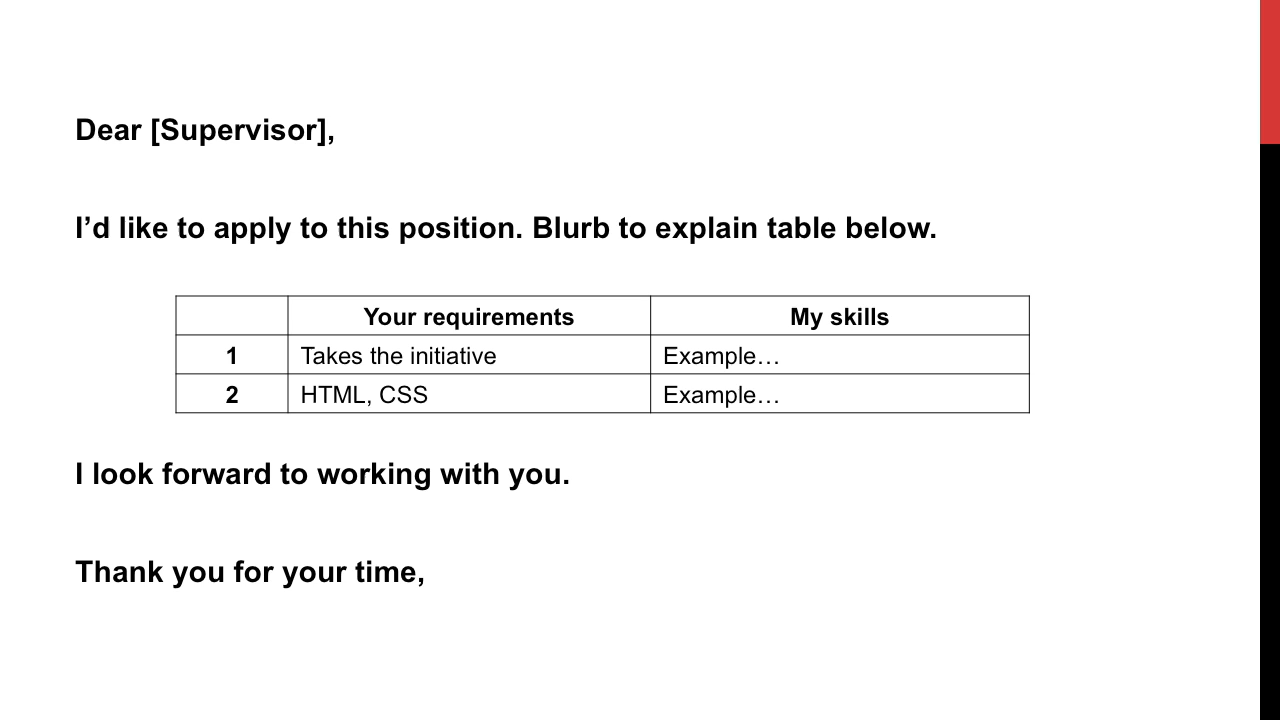 Dear [Supervisor],
I’d like to apply to this position. Blurb to explain table below.
Your requirements My skills
1 Takes the initiative Example…
2 HTML, CSS Example…
I look forward to working with you.
Thank you for your time,